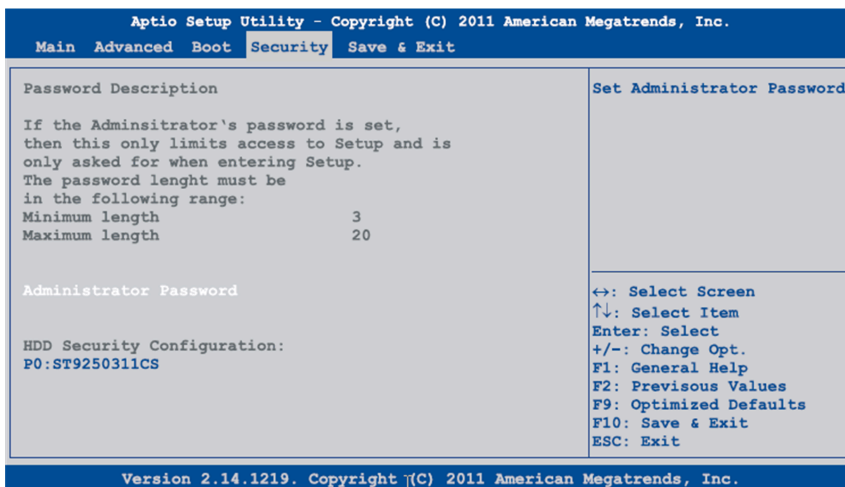 Aptio Setup Utility - Copyright (C) 2011 American Megatrends, Inc.
Main Advanced Boot Security Save & Exit
Password Description
If the Adminsitrator's password is set,
then this only limits access to Setup and is
only asked for when entering Setup.
The password lenght must be
in the following range:
Minimum length 3
Maximum length 20
Administrator Password
HDD Security Configuration:
P0:ST9250311CS
Set Administrator Password
↔: Select Screen
↑↓: Select Item
Enter: Select
+/-: Change Opt.
F1: General Help
F2: Previsous Values
F9: Optimized Defaults
F10: Save & Exit
ESC: Exit
Version 2.14.1219. Copyright (C) 2011 American Megatrends, Inc.